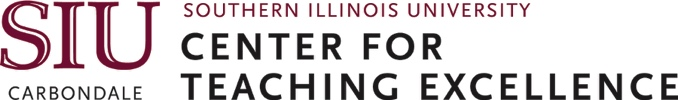 SIU
CARBONDALE
SOUTHERN ILLINOIS UNIVERSITY
CENTER FOR
TEACHING EXCELLENCE